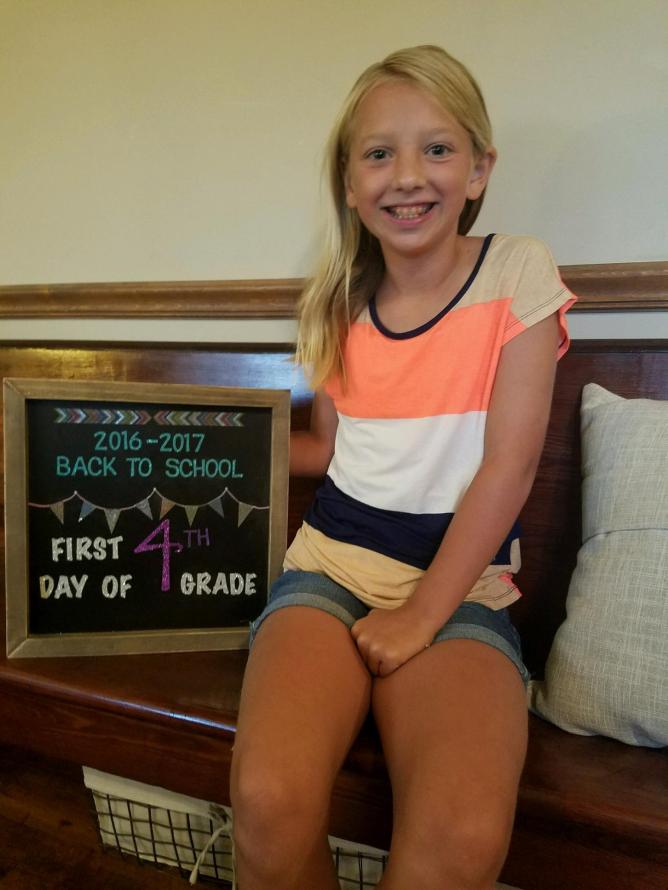 2016-2017
BACK TO SCHOOL
FIRST 4TH
DAY OF GRADE